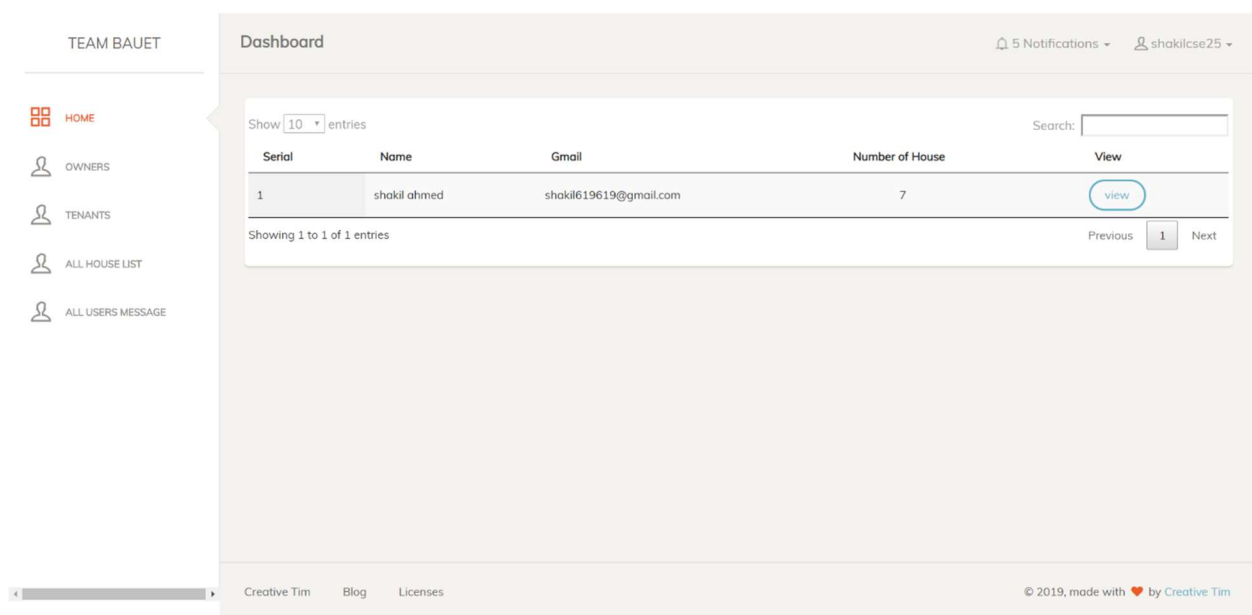 TEAM BAUET
HOME
OWNERS
TENANTS
ALL HOUSE LIST
ALL USERS MESSAGE
Dashboard
5 Notifications
shakilcse25
Show 10 entries
Search:
Serial Name Gmail Number of House View
1 shakil ahmed shakil619619@gmail.com 7 view
Showing 1 to 1 of 1 entries
Previous 1 Next
Creative Tim Blog Licenses
© 2019, made with ❤ by Creative Tim